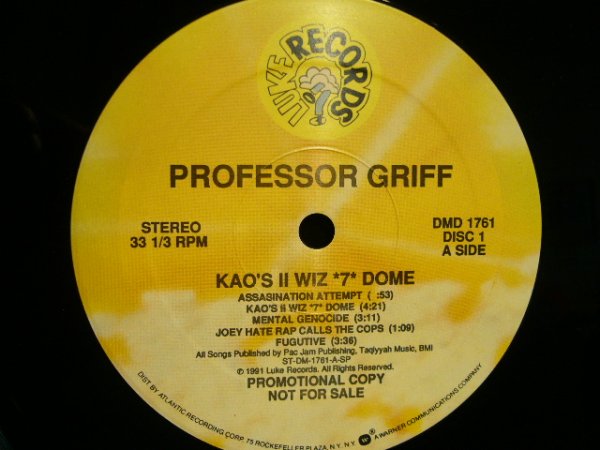 LUKE RECORDS
PROFESSOR GRIFF
STEREO
33 1/3 RPM
DMD 1761
DISC 1
A SIDE
KAO'S II WIZ *7* DOME
ASSASINATION ATTEMPT ( :53)
KAO'S II WIZ *7* DOME (4:21)
MENTAL GENOCIDE (3:11)
JOEY HATE RAP CALLS THE COPS (1:09)
FUGUTIVE (3:36)
All Songs Published by Pac Jam Publishing, Taqiyyah Music, BMI
ST-DM-1761-A-SP
℗ 1991 Luke Records. All Rights Reserved.
PROMOTIONAL COPY
NOT FOR SALE
DIST. BY ATLANTIC RECORDING CORP. 75 ROCKEFELLER PLAZA, N.Y. N.Y. A WARNER COMMUNICATIONS COMPANY